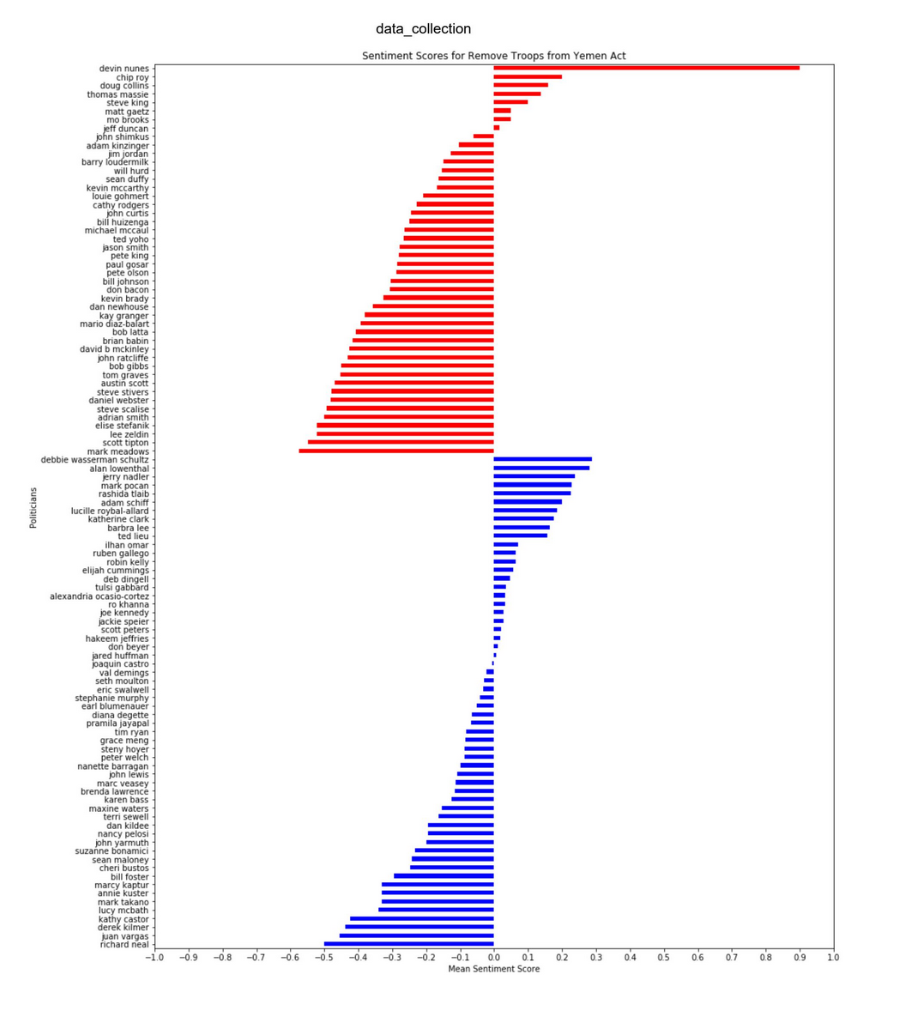 data_collection
Sentiment Scores for Remove Troops from Yemen Act
devin nunes
chip roy
doug collins
thomas massie
steve king
matt gaetz
mo brooks
jeff duncan
john shimkus
adam kinzinger
jim jordan
barry loudermilk
will hurd
sean duffy
kevin mccarthy
louie gohmert
cathy rodgers
john curtis
bill huizenga
michael mccaul
ted yoho
jason smith
pete king
paul gosar
pete olson
bill johnson
don bacon
kevin brady
dan newhouse
kay granger
mario diaz-balart
bob latta
brian babin
david b mckinley
john ratcliffe
bob gibbs
tom graves
austin scott
steve stivers
daniel webster
steve scalise
adrian smith
elise stefanik
lee zeldin
scott tipton
mark meadows
debbie wasserman schultz
alan lowenthal
jerry nadler
mark pocan
rashida tlaib
adam schiff
lucille roybal-allard
katherine clark
barbra lee
ted lieu
ilhan omar
ruben gallego
robin kelly
elijah cummings
deb dingell
tulsi gabbard
alexandria ocasio-cortez
ro khanna
joe kennedy
jackie speier
scott peters
hakeem jeffries
don beyer
jared huffman
joaquin castro
val demings
seth moulton
eric swalwell
stephanie murphy
earl blumenauer
diana degette
pramila jayapal
tim ryan
grace meng
steny hoyer
peter welch
nanette barragan
john lewis
marc veasey
brenda lawrence
karen bass
maxine waters
terri sewell
dan kildee
nancy pelosi
john yarmuth
suzanne bonamici
sean maloney
cheri bustos
bill foster
marcy kaptur
annie kuster
mark takano
lucy mcbath
kathy castor
derek kilmer
juan vargas
richard neal
Politicians
−1.0 −0.9 −0.8 −0.7 −0.6 −0.5 −0.4 −0.3 −0.2 −0.1 0.0 0.1 0.2 0.3 0.4 0.5 0.6 0.7 0.8 0.9 1.0
Mean Sentiment Score